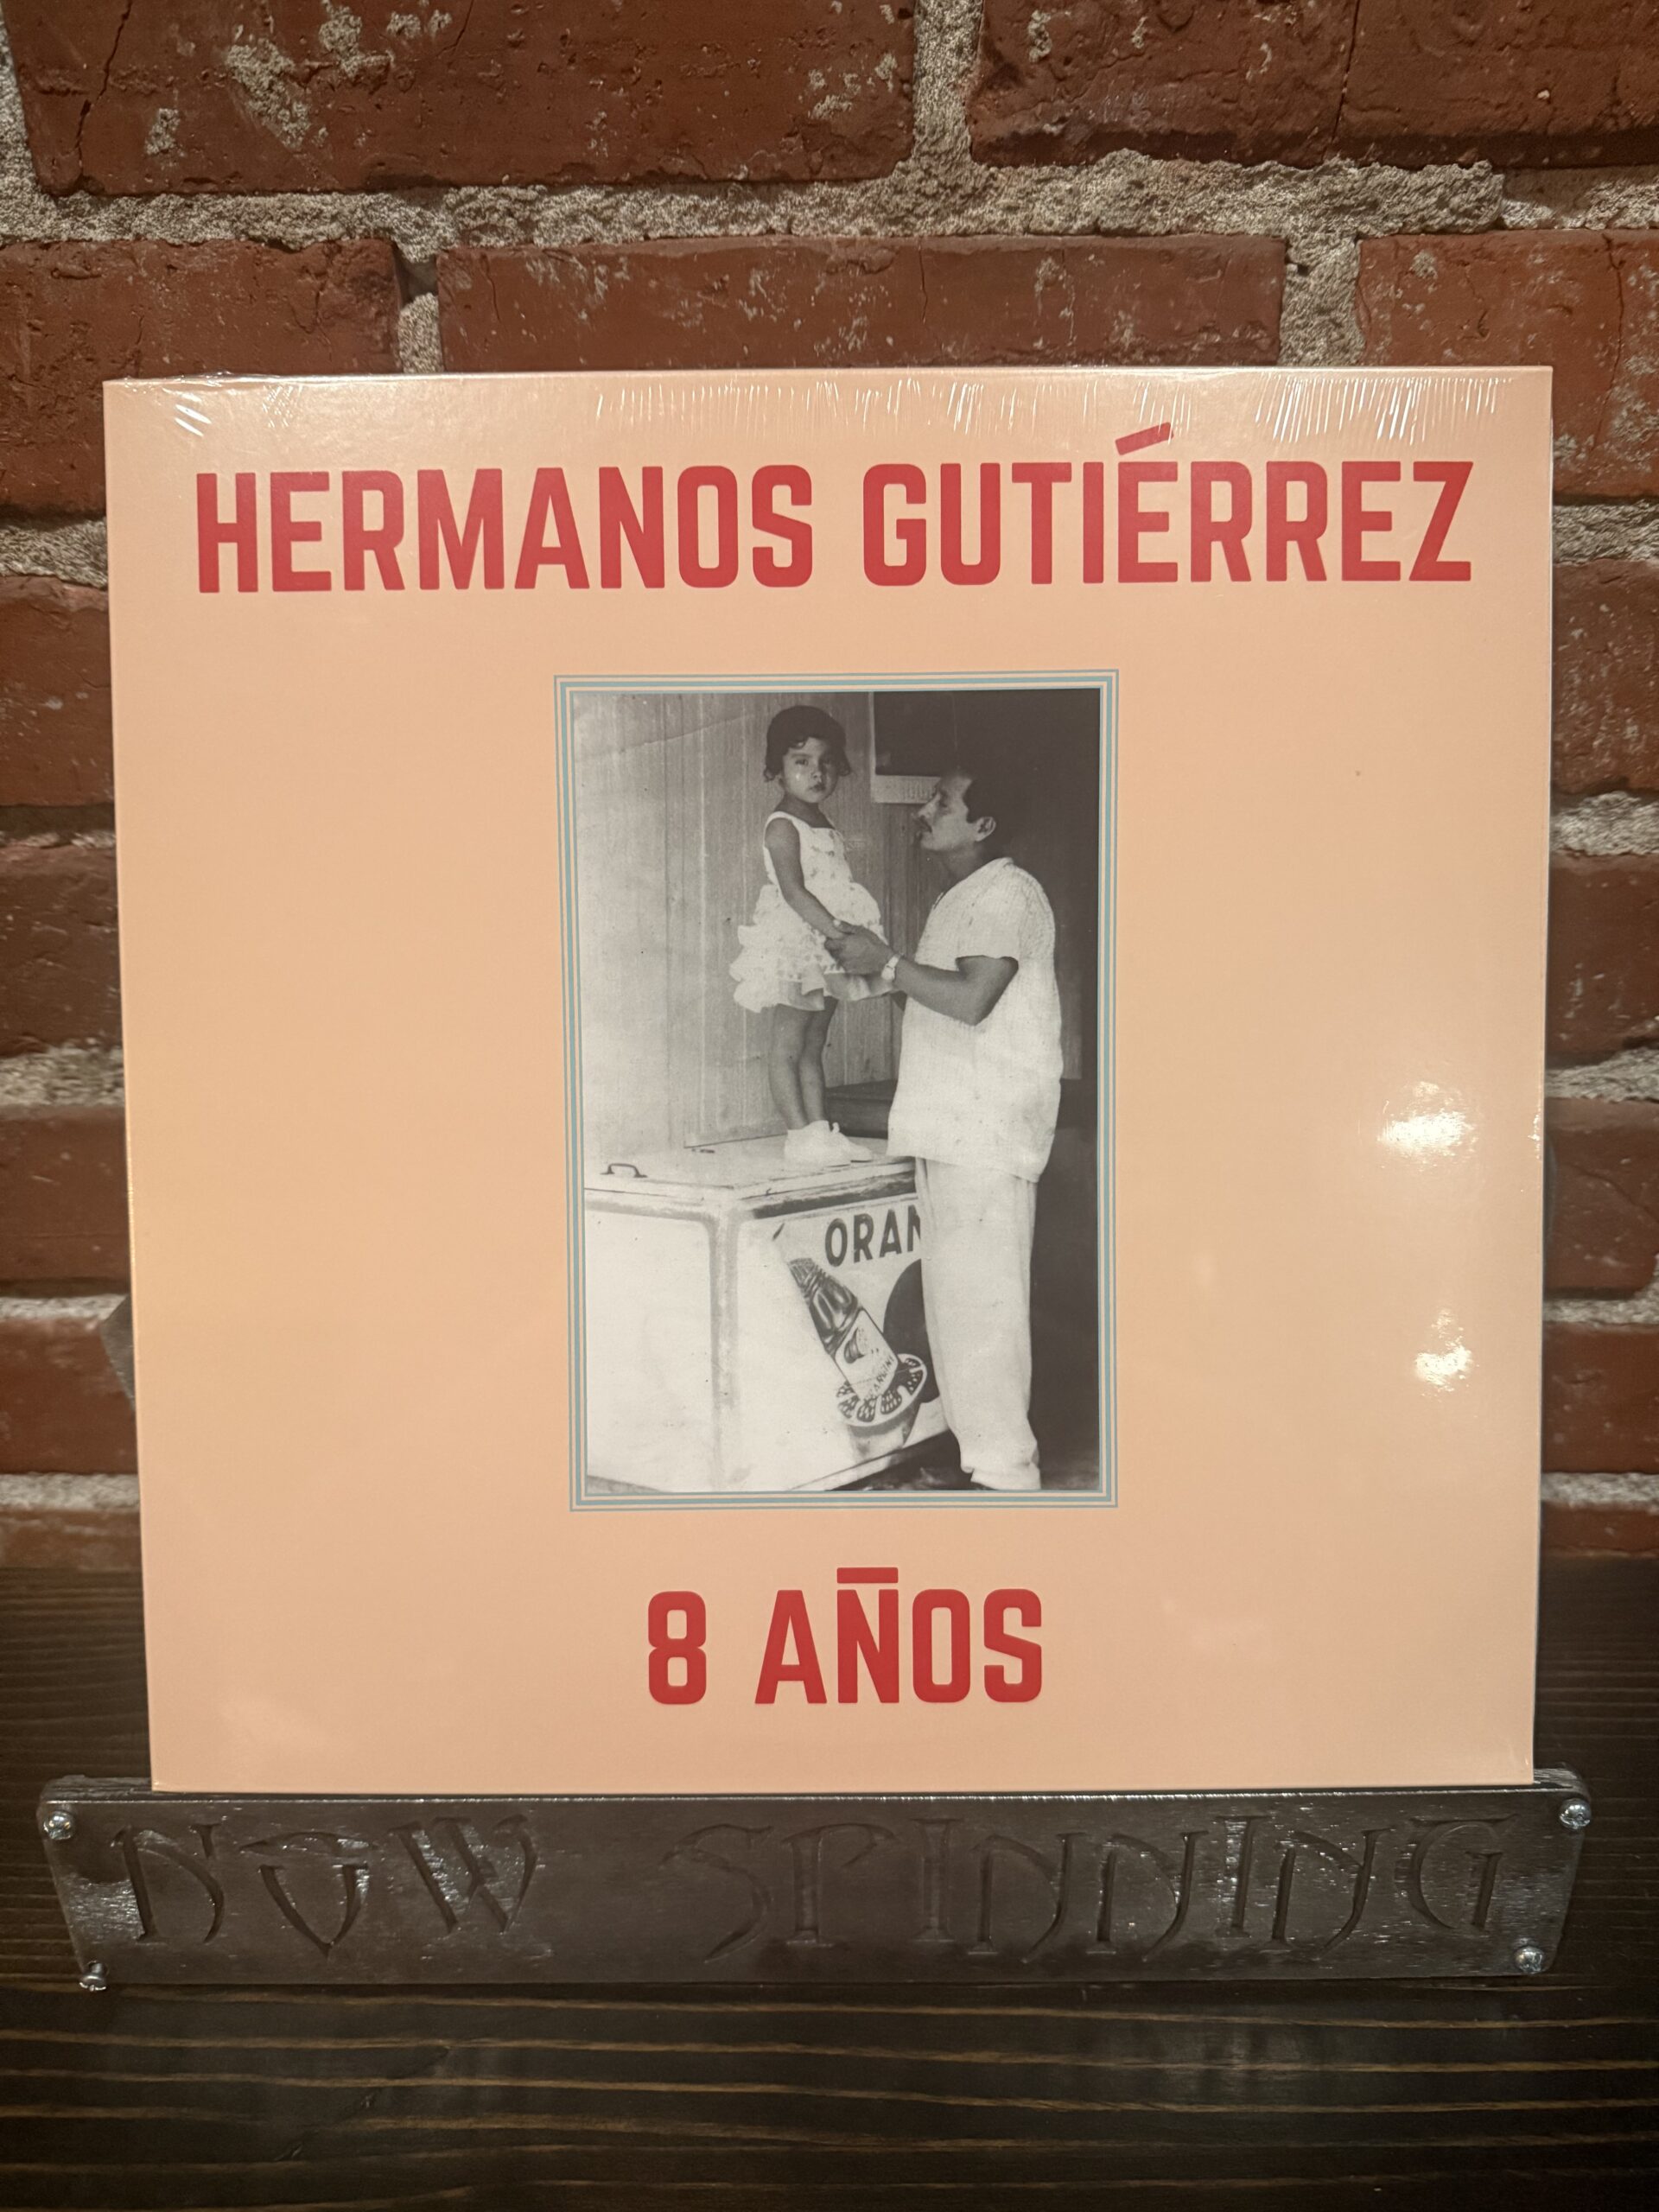 HERMANOS GUTIÉRREZ
ORAN
8 AÑOS
NOW SPINNING